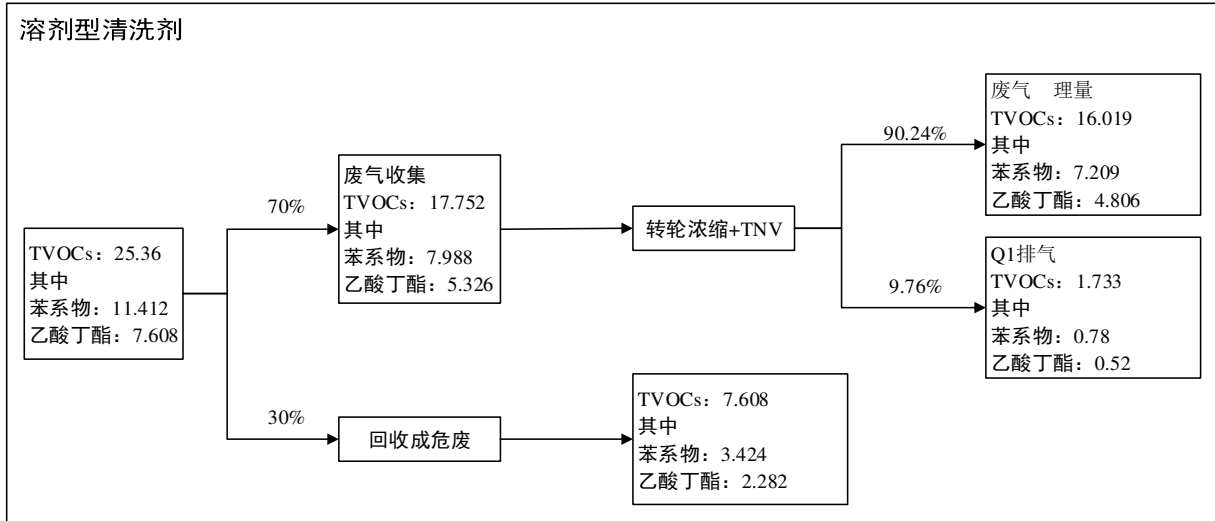 溶剂型清洗剂
TVOCs：25.36
其中
苯系物：11.412
乙酸丁酯：7.608
70%
废气收集
TVOCs：17.752
其中
苯系物：7.988
乙酸丁酯：5.326
转轮浓缩+TNV
90.24%
废气 理量
TVOCs：16.019
其中
苯系物：7.209
乙酸丁酯：4.806
9.76%
Q1排气
TVOCs：1.733
其中
苯系物：0.78
乙酸丁酯：0.52
30%
回收成危废
TVOCs：7.608
其中
苯系物：3.424
乙酸丁酯：2.282